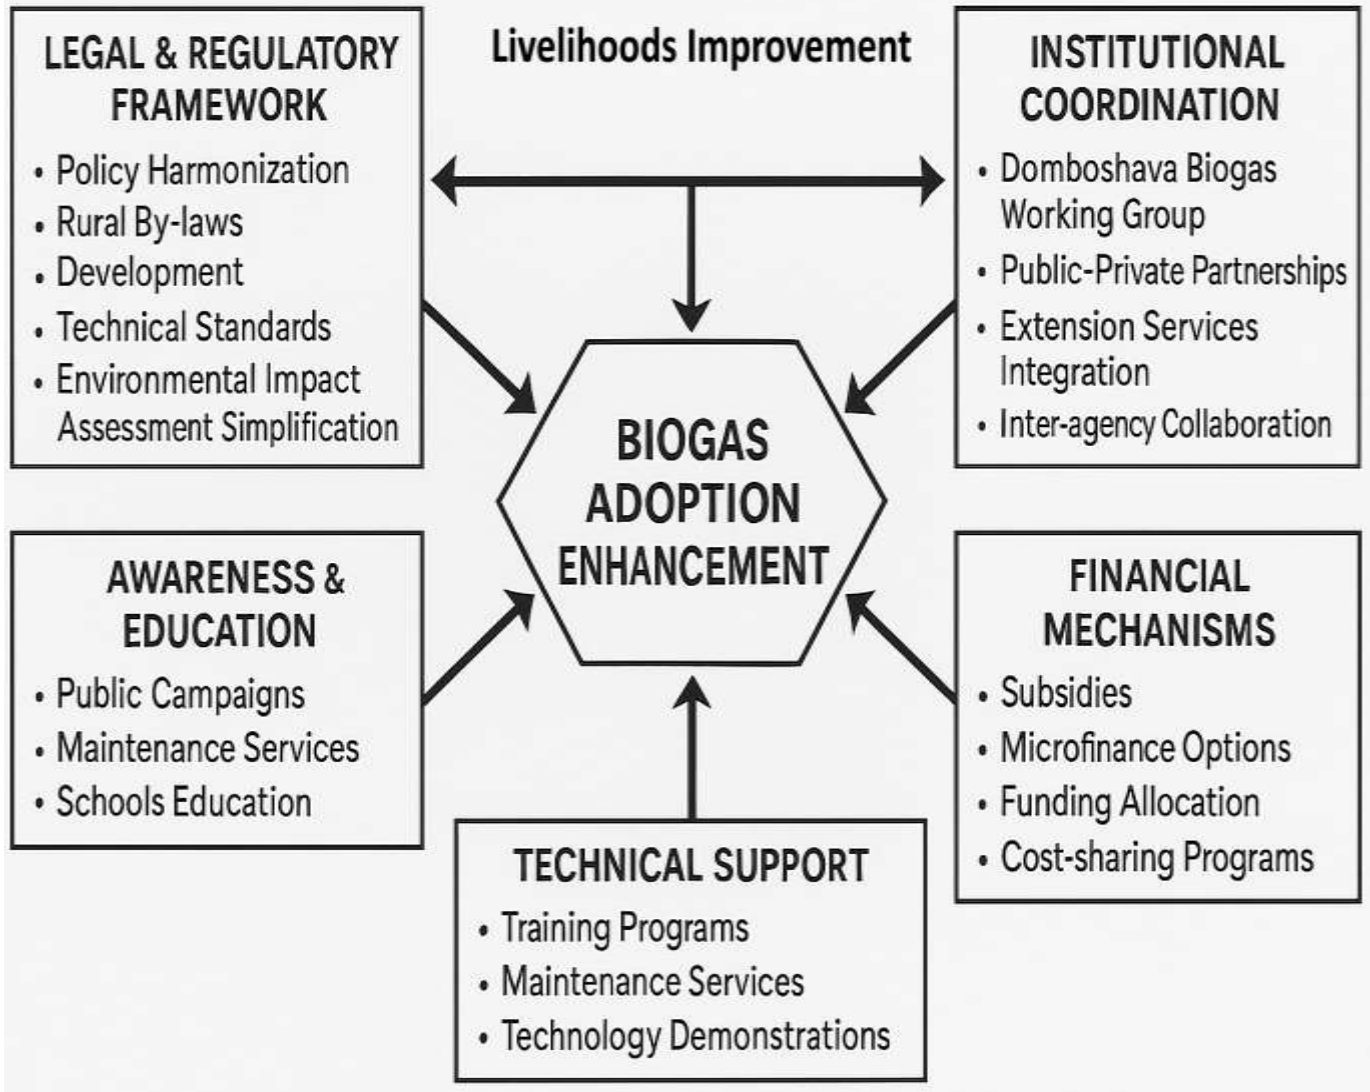 LEGAL & REGULATORY
FRAMEWORK
• Policy Harmonization
• Rural By-laws
• Development
• Technical Standards
• Environmental Impact
Assessment Simplification
Livelihoods Improvement
INSTITUTIONAL
COORDINATION
• Domboshava Biogas
Working Group
• Public-Private Partnerships
• Extension Services
Integration
• Inter-agency Collaboration
BIOGAS
ADOPTION
ENHANCEMENT
AWARENESS &
EDUCATION
• Public Campaigns
• Maintenance Services
• Schools Education
FINANCIAL
MECHANISMS
• Subsidies
• Microfinance Options
• Funding Allocation
• Cost-sharing Programs
TECHNICAL SUPPORT
• Training Programs
• Maintenance Services
• Technology Demonstrations